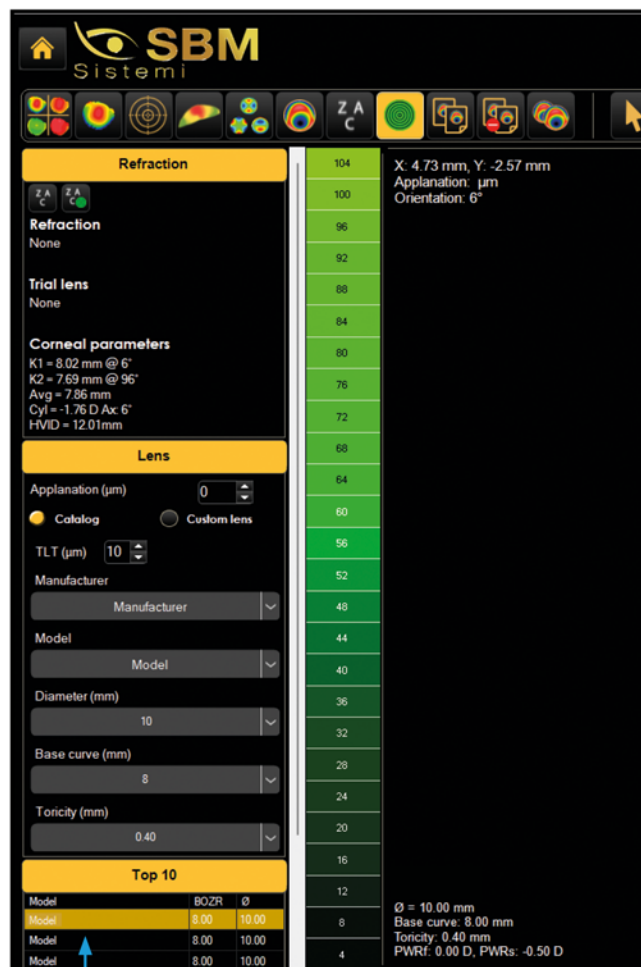 SBM
Sistemi
Z A
C
Refraction
Z A
C
Z A
C
Refraction
None
Trial lens
None
Corneal parameters
K1 = 8.02 mm @ 6°
K2 = 7.69 mm @ 96°
Avg = 7.86 mm
Cyl = -1.76 D Ax: 6°
HVID = 12.01mm
Lens
Applanation (µm)
0
Catalog
Custom lens
TLT (µm)
10
Manufacturer
Manufacturer
Model
Model
Diameter (mm)
10
Base curve (mm)
8
Toricity (mm)
0.40
Top 10
Model BOZR Ø
Model 8.00 10.00
Model 8.00 10.00
Model 8.00 10.00
104
100
96
92
88
84
80
76
72
68
64
60
56
52
48
44
40
36
32
28
24
20
16
12
8
4
X: 4.73 mm, Y: -2.57 mm
Applanation: µm
Orientation: 6°
Ø = 10.00 mm
Base curve: 8.00 mm
Toricity: 0.40 mm
PWRf: 0.00 D, PWRs: -0.50 D